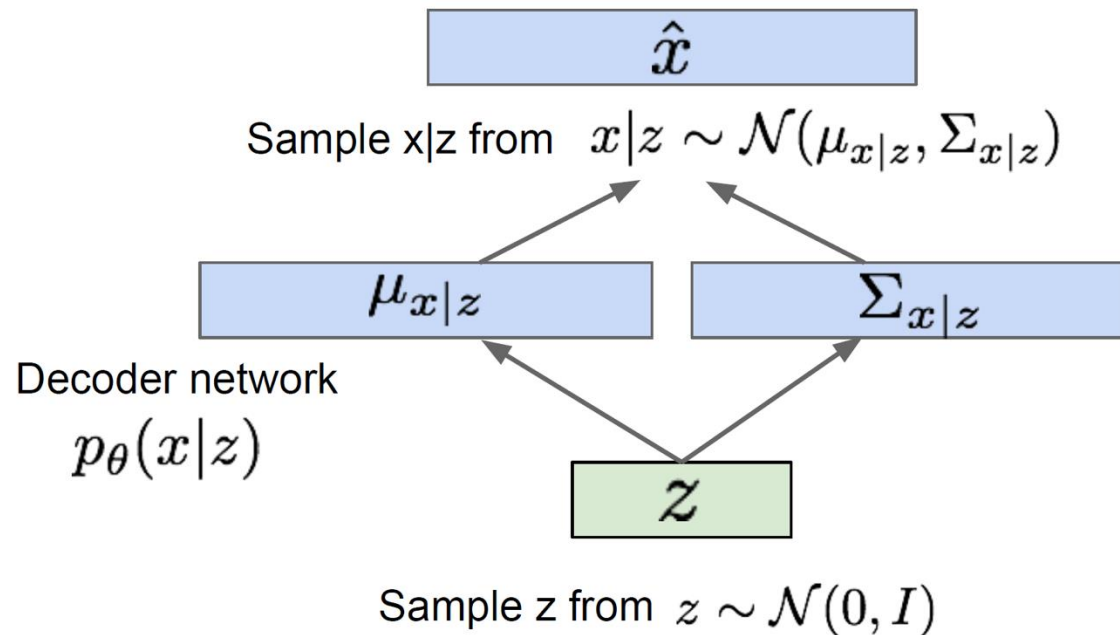 x̂
Sample x|z from x|z ∼ 𝒩(μ_{x|z}, Σ_{x|z})
μ_{x|z} Σ_{x|z}
Decoder network
p_θ(x|z)
z
Sample z from z ∼ 𝒩(0, I)